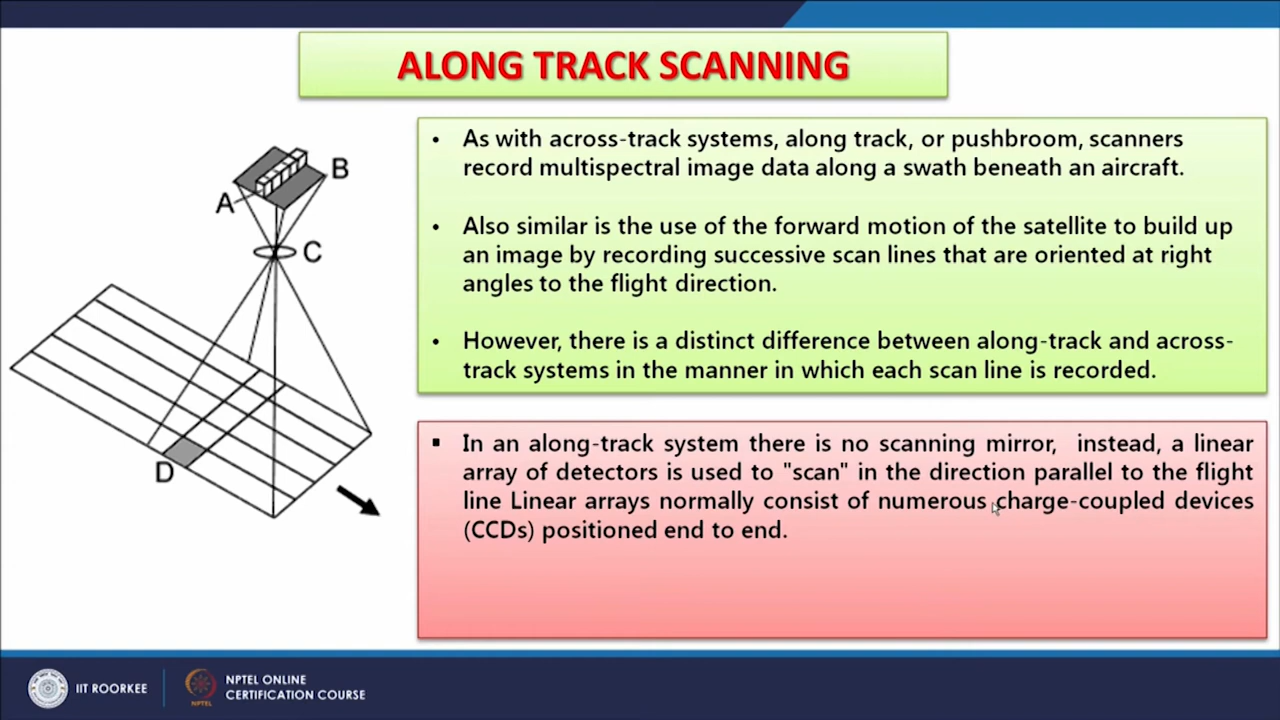 ALONG TRACK SCANNING
• As with across-track systems, along track, or pushbroom, scanners
record multispectral image data along a swath beneath an aircraft.
• Also similar is the use of the forward motion of the satellite to build up
an image by recording successive scan lines that are oriented at right
angles to the flight direction.
• However, there is a distinct difference between along-track and across-
track systems in the manner in which each scan line is recorded.
▪ In an along-track system there is no scanning mirror, instead, a linear
array of detectors is used to "scan" in the direction parallel to the flight
line Linear arrays normally consist of numerous charge-coupled devices
(CCDs) positioned end to end.
B
A
C
D
IIT ROORKEE
NPTEL
NPTEL ONLINE
CERTIFICATION COURSE